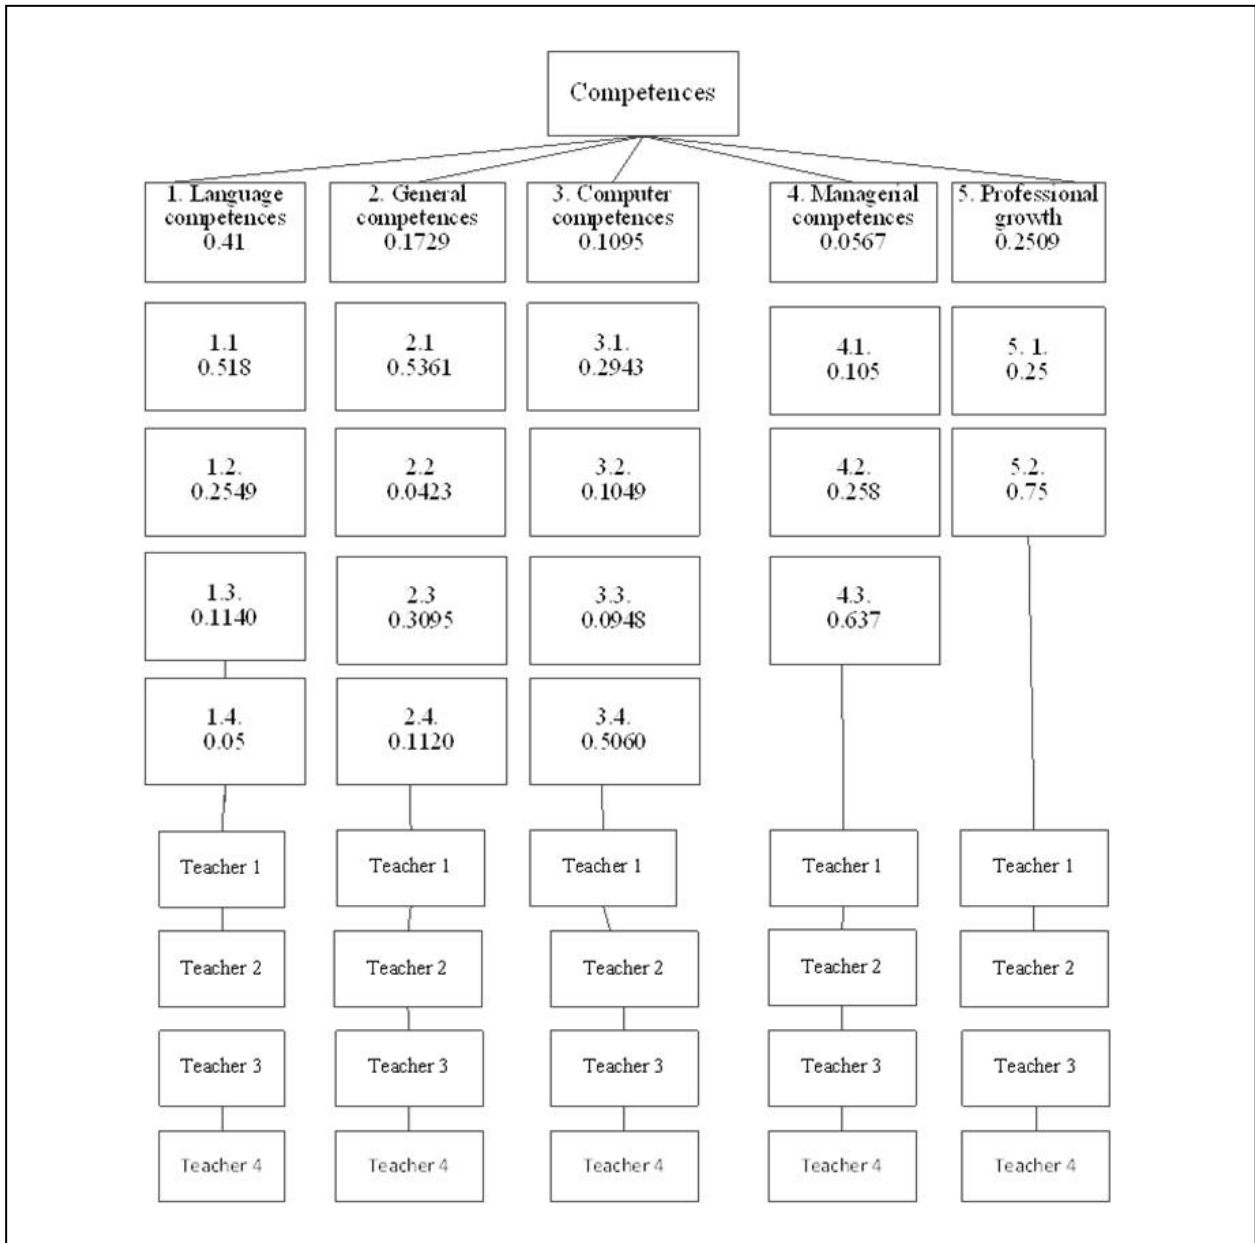 Competences
1. Language
competences
0.41
2. General
competences
0.1729
3. Computer
competences
0.1095
4. Managerial
competences
0.0567
5. Professional
growth
0.2509
1.1
0.518
2.1
0.5361
3.1.
0.2943
4.1.
0.105
5. 1.
0.25
1.2.
0.2549
2.2
0.0423
3.2.
0.1049
4.2.
0.258
5.2.
0.75
1.3.
0.1140
2.3
0.3095
3.3.
0.0948
4.3.
0.637
1.4.
0.05
2.4.
0.1120
3.4.
0.5060
Teacher 1
Teacher 1
Teacher 1
Teacher 1
Teacher 1
Teacher 2
Teacher 2
Teacher 2
Teacher 2
Teacher 2
Teacher 3
Teacher 3
Teacher 3
Teacher 3
Teacher 3
Teacher 4
Teacher 4
Teacher 4
Teacher 4
Teacher 4